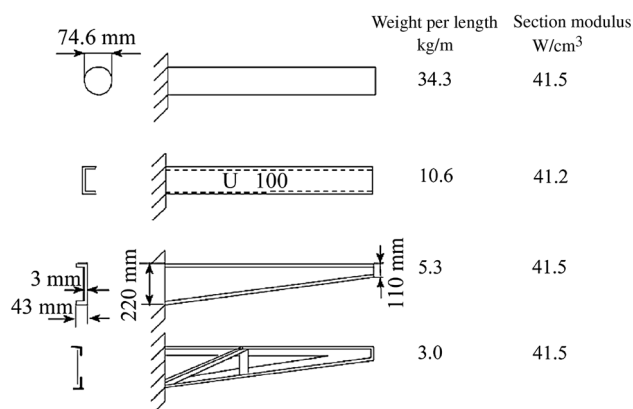 Weight per length Section modulus
kg/m W/cm3
74.6 mm
34.3 41.5
U 100
10.6 41.2
3 mm
43 mm
220 mm
110 mm
5.3 41.5
3.0 41.5